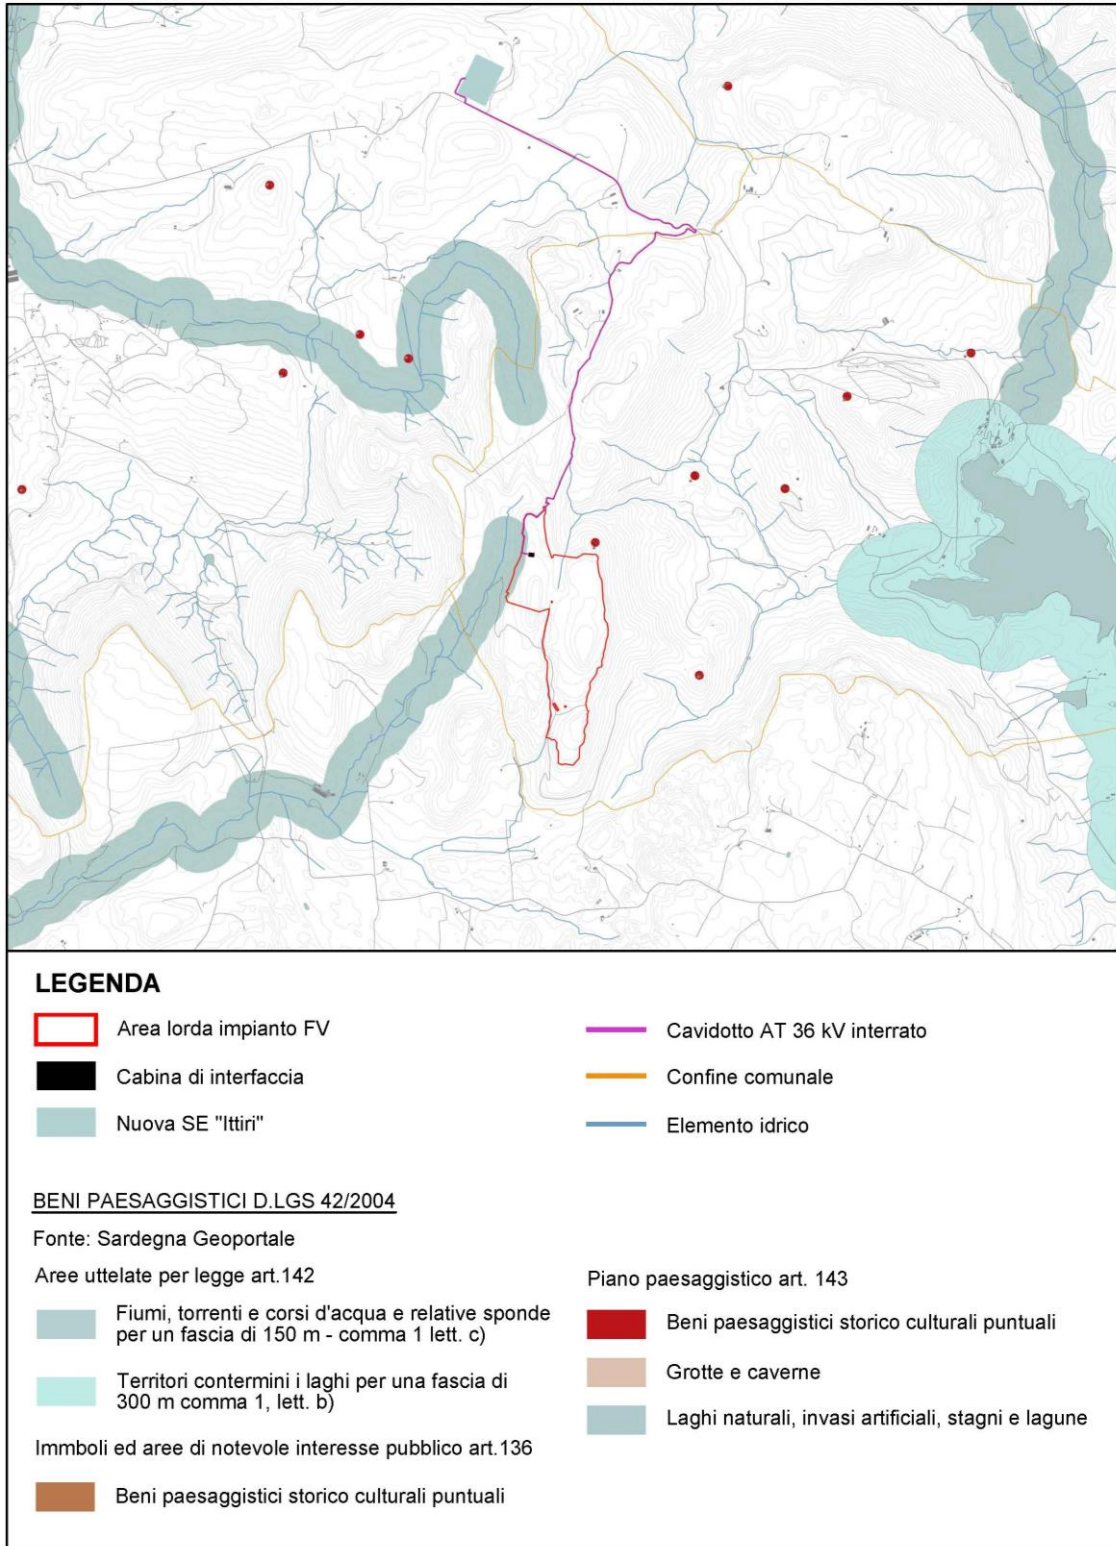 LEGENDA
Area lorda impianto FV
Cabina di interfaccia
Nuova SE "Ittiri"
Cavidotto AT 36 kV interrato
Confine comunale
Elemento idrico
BENI PAESAGGISTICI D.LGS 42/2004
Fonte: Sardegna Geoportale
Aree uttelate per legge art.142
Fiumi, torrenti e corsi d'acqua e relative sponde
per un fascia di 150 m - comma 1 lett. c)
Territori contermini i laghi per una fascia di
300 m comma 1, lett. b)
Immboli ed aree di notevole interesse pubblico art.136
Beni paesaggistici storico culturali puntuali
Piano paesaggistico art. 143
Beni paesaggistici storico culturali puntuali
Grotte e caverne
Laghi naturali, invasi artificiali, stagni e lagune